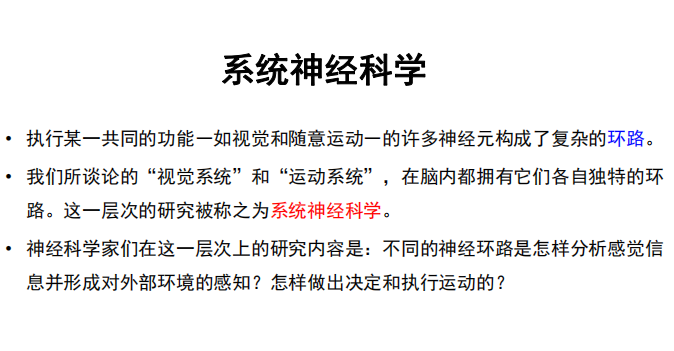 系统神经科学
• 执行某一共同的功能一如视觉和随意运动一的许多神经元构成了复杂的环路。
• 我们所谈论的“视觉系统”和“运动系统”，在脑内都拥有它们各自独特的环
路。这一层次的研究被称之为系统神经科学。
• 神经科学家们在这一层次上的研究内容是：不同的神经环路是怎样分析感觉信
息并形成对外部环境的感知？怎样做出决定和执行运动的？